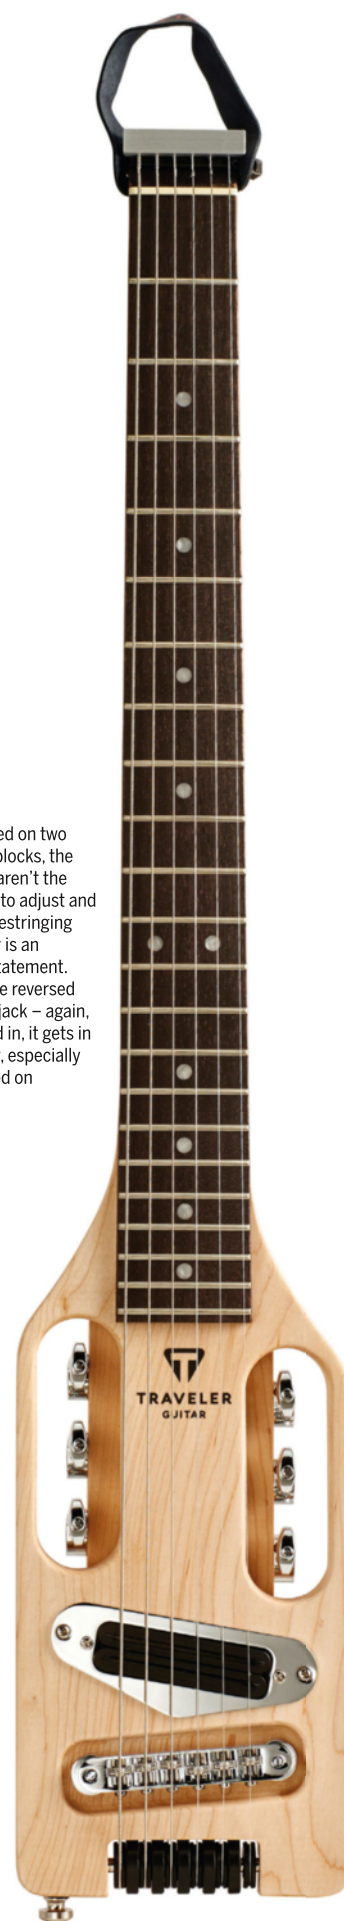 ed on two
blocks, the
aren't the
to adjust and
estringing
is an
tatement.
e reversed
jack – again,
d in, it gets in
, especially
ed on
TRAVELER
GUITAR